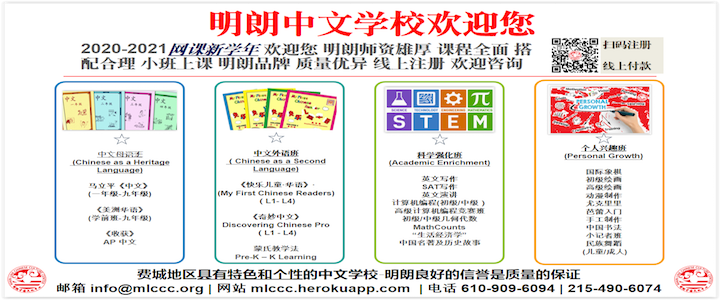 明朗中文学校欢迎您
2020-2021网课新学年 欢迎您 明朗师资雄厚 课程全面 搭
配合理 小班上课 明朗品牌 质量优异 线上注册 欢迎咨询
扫码注册
线上付款
中文母语班
(Chinese as a Heritage
Language)
马立平《中文》
(一年级-九年级)
《美洲华语》
(学前班-九年级)
《收获》
AP 中文
中文外语班
( Chinese as a Second
Language)
《快乐儿童·华语》·
(My First Chinese Readers)
( L1- L4)
《奇妙中文》
Discovering Chinese Pro
( L1 - L4)
蒙氏教学法
Pre-K – K Learning
STEM
SCIENCE TECHNOLOGY ENGINEERING MATHEMATICS
科学强化班
(Academic Enrichment)
英文写作
SAT写作
英文演讲
计算机编程(初级/中级 )
高级计算机编程竞赛班
初级/中级几何代数
MathCounts
"生活经济学"
中国名著及历史故事
PERSONAL
GROWTH
个人兴趣班
(Personal Growth)
国际象棋
初级绘画
高级绘画
动漫制作
尤克里里
芭蕾入门
手工制作
中国书法
小记者班
民族舞蹈
(儿童/成人)
费城地区具有特色和个性的中文学校-明朗良好的信誉是质量的保证
邮箱 info@mlccc.org | 网站 mlccc.herokuapp.com | 电话 610-909-6094 | 215-490-6074